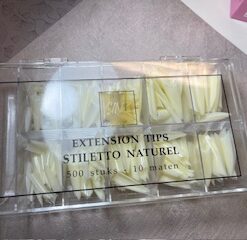 EXTENSION TIPS
STILETTO NATUREL
500 stuks - 10 maten